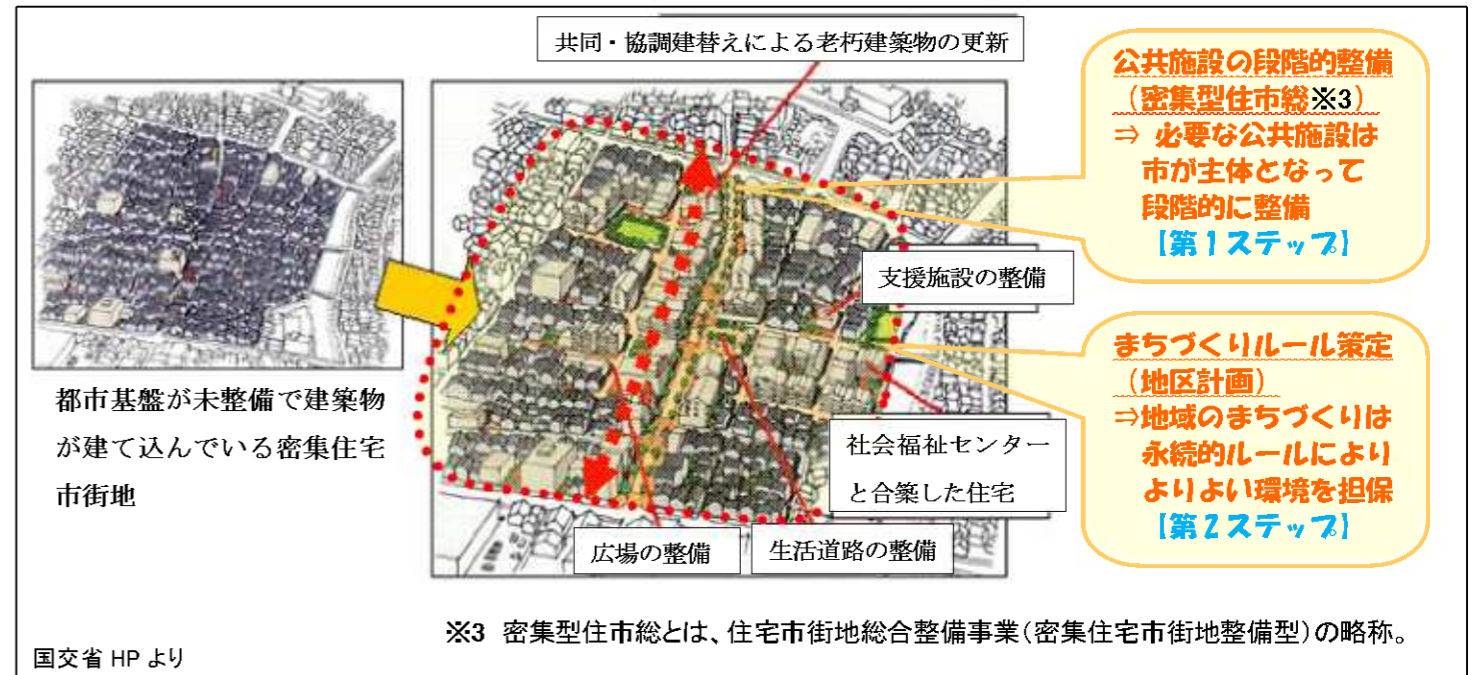 共同・協調建替えによる老朽建築物の更新
公共施設の段階的整備
(密集型住市総※3)
⇒ 必要な公共施設は
市が主体となって
段階的に整備
【第1ステップ】
支援施設の整備
まちづくりルール策定
(地区計画)
⇒地域のまちづくりは
永続的ルールにより
よりよい環境を担保
【第2ステップ】
都市基盤が未整備で建築物
が建て込んでいる密集住宅
市街地
社会福祉センター
と合築した住宅
広場の整備
生活道路の整備
※3 密集型住市総とは、住宅市街地総合整備事業(密集住宅市街地整備型)の略称。
国交省 HP より